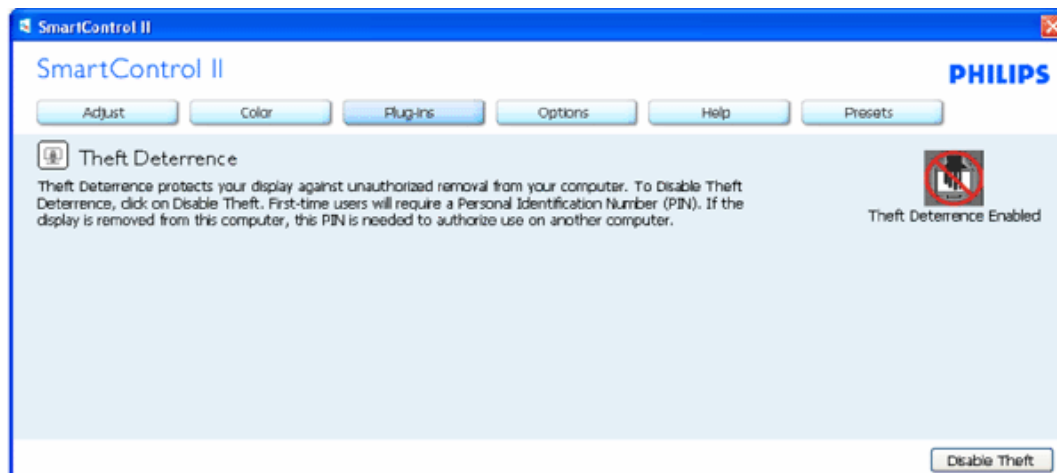 SmartControl II
SmartControl II
PHILIPS
Adjust
Color
Plug-Ins
Options
Help
Presets
Theft Deterrence
Theft Deterrence protects your display against unauthorized removal from your computer. To Disable Theft
Deterrence, click on Disable Theft. First-time users will require a Personal Identification Number (PIN). If the
display is removed from this computer, this PIN is needed to authorize use on another computer.
Theft Deterrence Enabled
Disable Theft